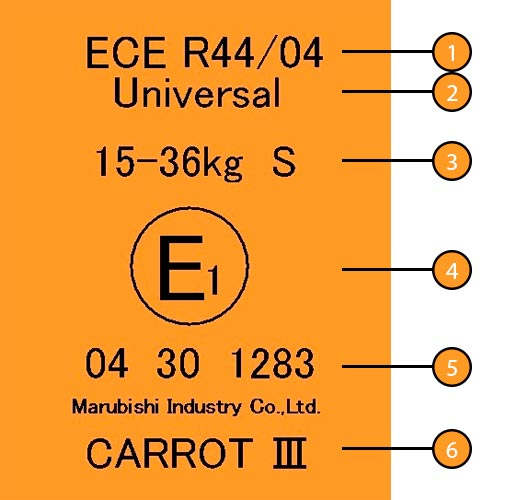 ECE R44/04 1
Universal 2
15-36kg S 3
E1 4
04 30 1283 5
Marubishi Industry Co.,Ltd.
CARROT III 6